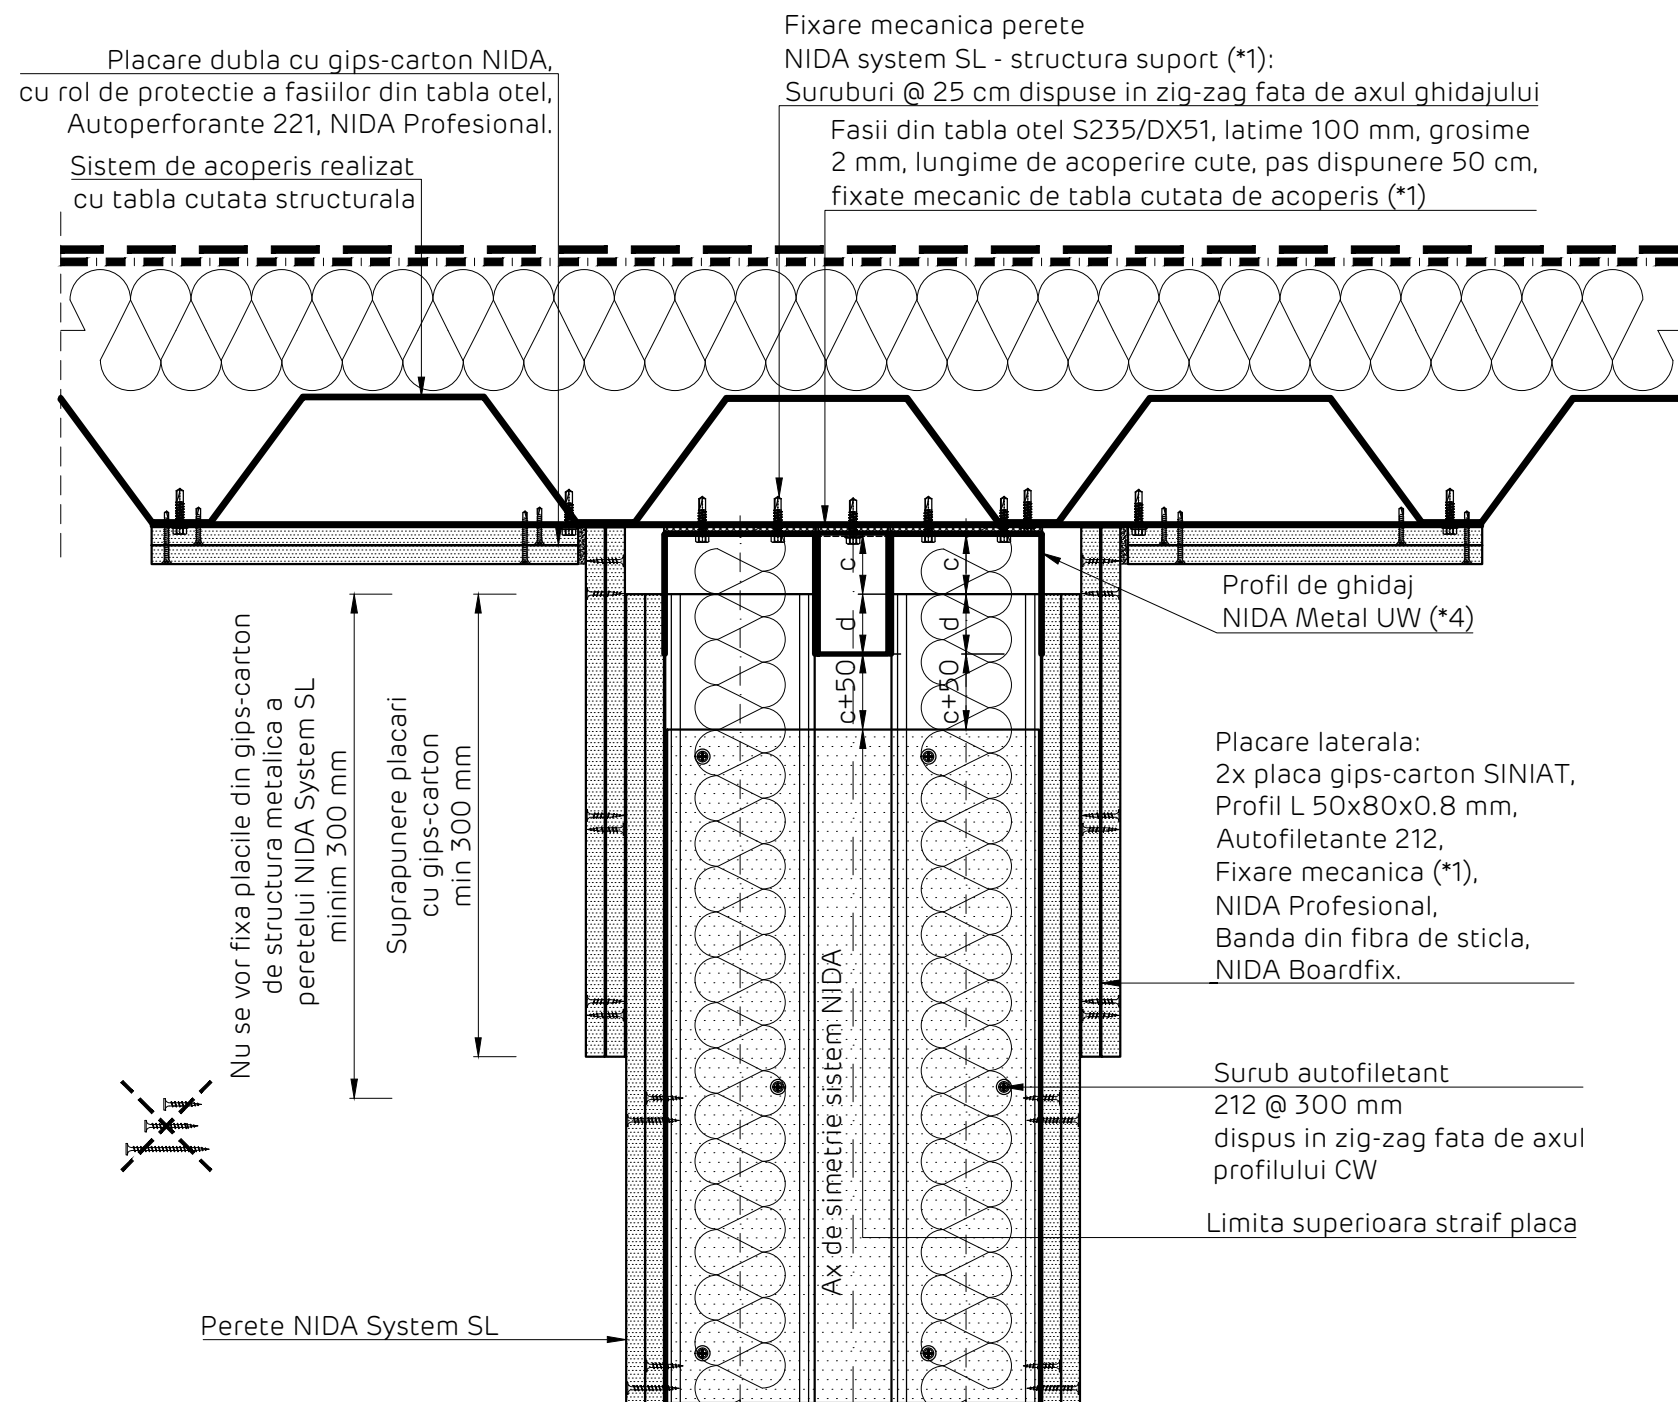 Placare dubla cu gips-carton NIDA,
cu rol de protectie a fasiilor din tabla otel,
Autoperforante 221, NIDA Profesional.
Sistem de acoperis realizat
cu tabla cutata structurala
Fixare mecanica perete
NIDA system SL - structura suport (*1):
Suruburi @ 25 cm dispuse in zig-zag fata de axul ghidajului
Fasii din tabla otel S235/DX51, latime 100 mm, grosime
2 mm, lungime de acoperire cute, pas dispunere 50 cm,
fixate mecanic de tabla cutata de acoperis (*1)
c
c
d
d
c+50
c+50
Profil de ghidaj
NIDA Metal UW (*4)
Nu se vor fixa placile din gips-carton
de structura metalica a
peretelui NIDA System SL
minim 300 mm
Suprapunere placari
cu gips-carton
min 300 mm
Placare laterala:
2x placa gips-carton SINIAT,
Profil L 50x80x0.8 mm,
Autofiletante 212,
Fixare mecanica (*1),
NIDA Profesional,
Banda din fibra de sticla,
NIDA Boardfix.
Ax de simetrie sistem NIDA
Surub autofiletant
212 @ 300 mm
dispus in zig-zag fata de axul
profilului CW
Limita superioara straif placa
Perete NIDA System SL